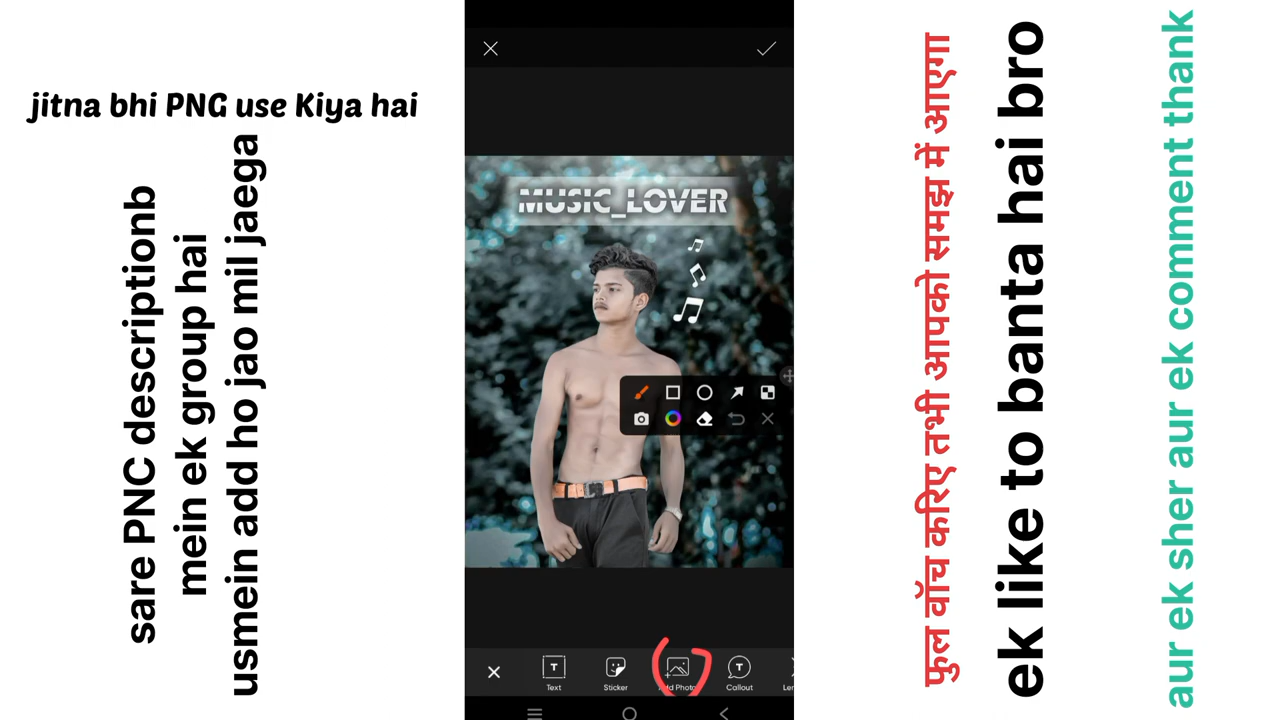 jitna bhi PNG use Kiya hai
sare PNC descriptionb
mein ek group hai
usmein add ho jao mil jaega
MUSIC_LOVER
Text
Sticker
Add Photo
Callout
फुल वॉच करिए तभी आपको समझ में आएगा
ek like to banta hai bro
aur ek sher aur ek comment thank